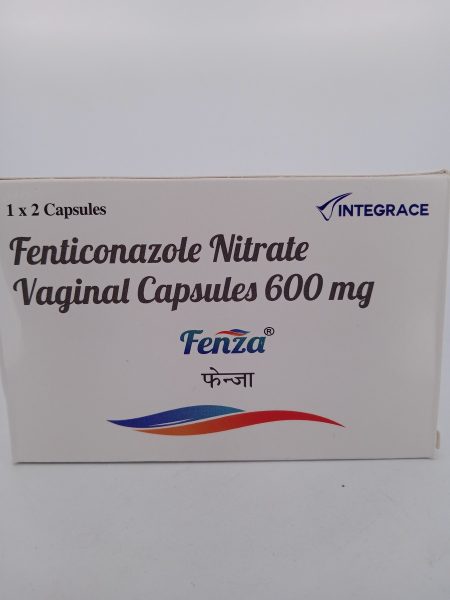 1 x 2 Capsules
INTEGRACE
Fenticonazole Nitrate
Vaginal Capsules 600 mg
Fenza®
फेन्जा